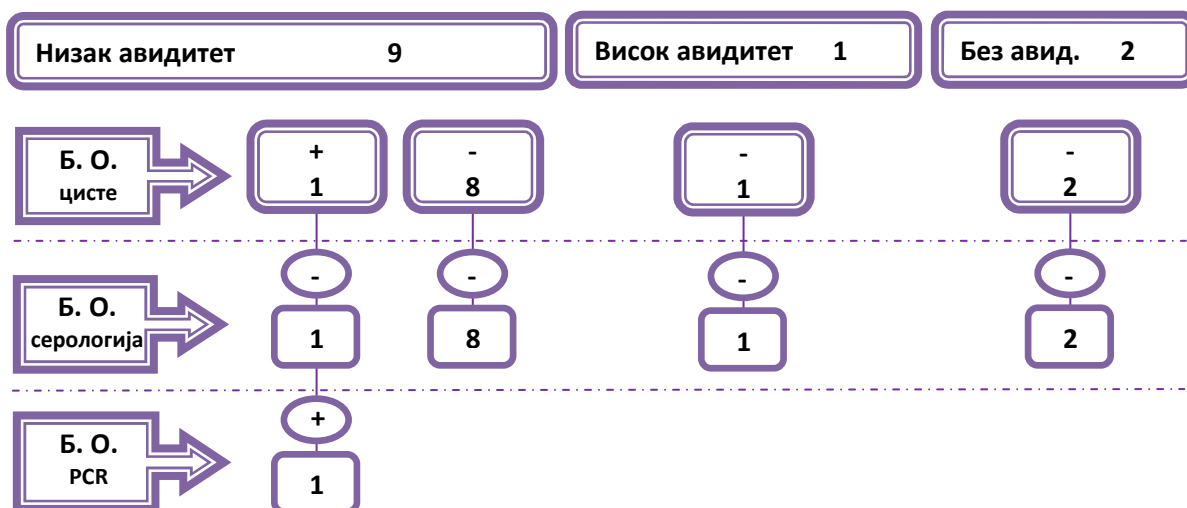 Низак авидитет 9
Висок авидитет 1
Без авид. 2
Б. О.
цисте
+
1
-
8
-
1
-
2
Б. О.
серологија
-
1
-
8
-
1
-
2
Б. О.
PCR
+
1